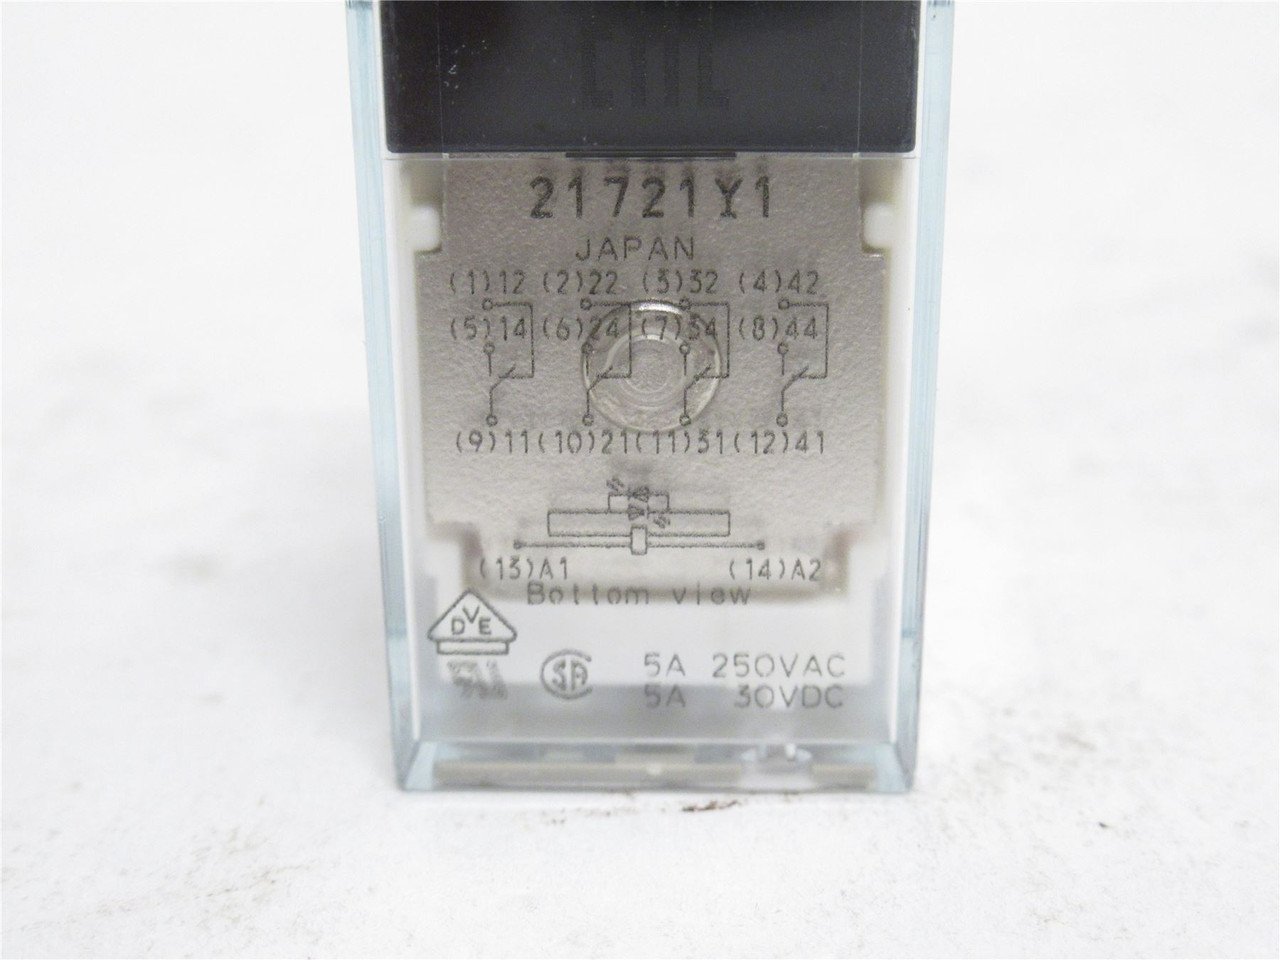 21721Y1
JAPAN
(1)12 (2)22 (3)32 (4)42
(5)14 (6)24 (7)34 (8)44
(9)11 (10)21 (11)31 (12)41
(13)A1 (14)A2
Bottom view
DVE
SA 5A 250VAC
5A 30VDC